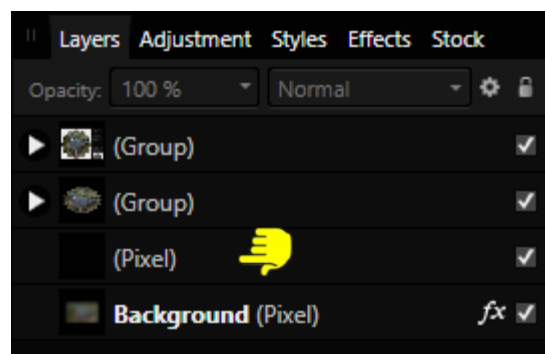 Layers Adjustment Styles Effects Stock
Opacity: 100 % Normal
(Group)
(Group)
(Pixel)
Background (Pixel) fx